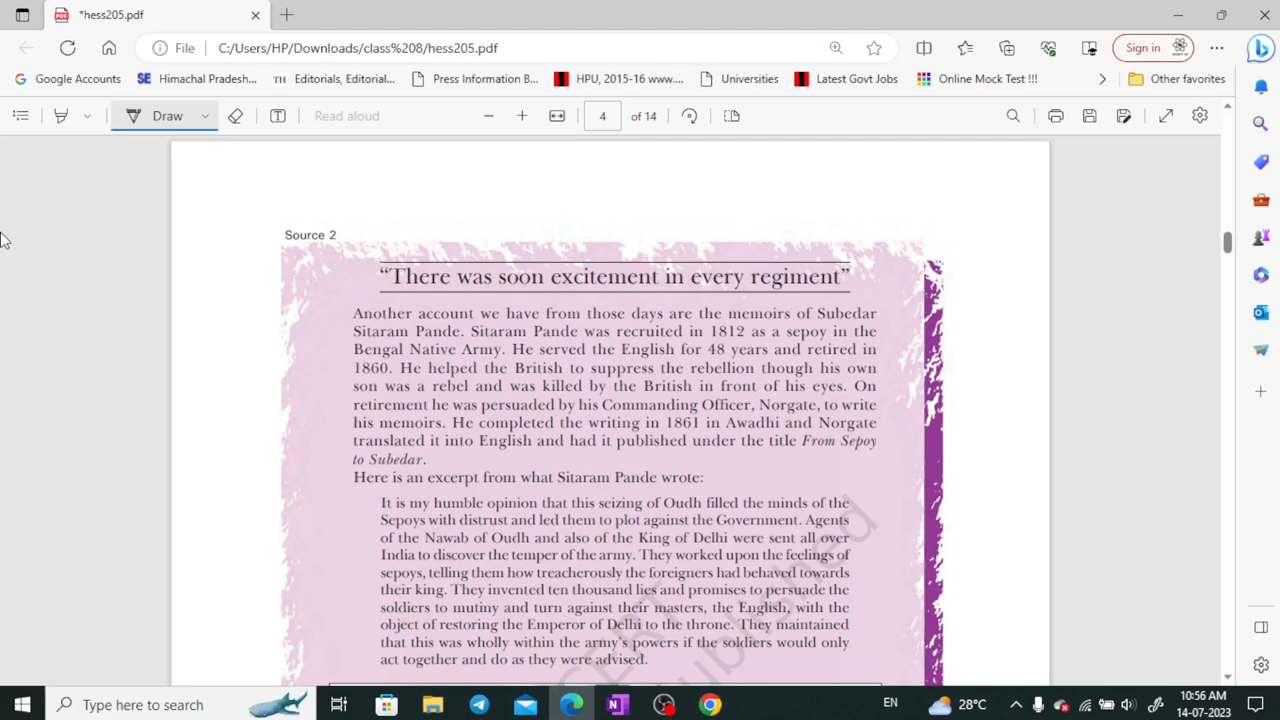 *hess205.pdf
File C:/Users/HP/Downloads/class%208/hess205.pdf Sign in
Google Accounts SE Himachal Pradesh... TH Editorials, Editorial... Press Information B... HPU, 2015-16 www.... Universities Latest Govt Jobs Online Mock Test !!! Other favorites
Draw Read aloud 4 of 14
Source 2
“There was soon excitement in every regiment”
Another account we have from those days are the memoirs of Subedar
Sitaram Pande. Sitaram Pande was recruited in 1812 as a sepoy in the
Bengal Native Army. He served the English for 48 years and retired in
1860. He helped the British to suppress the rebellion though his own
son was a rebel and was killed by the British in front of his eyes. On
retirement he was persuaded by his Commanding Officer, Norgate, to write
his memoirs. He completed the writing in 1861 in Awadhi and Norgate
translated it into English and had it published under the title From Sepoy
to Subedar.
Here is an excerpt from what Sitaram Pande wrote:
It is my humble opinion that this seizing of Oudh filled the minds of the
Sepoys with distrust and led them to plot against the Government. Agents
of the Nawab of Oudh and also of the King of Delhi were sent all over
India to discover the temper of the army. They worked upon the feelings of
sepoys, telling them how treacherously the foreigners had behaved towards
their king. They invented ten thousand lies and promises to persuade the
soldiers to mutiny and turn against their masters, the English, with the
object of restoring the Emperor of Delhi to the throne. They maintained
that this was wholly within the army’s powers if the soldiers would only
act together and do as they were advised.
published
Type here to search EN 28°C 10:56 AM
14-07-2023